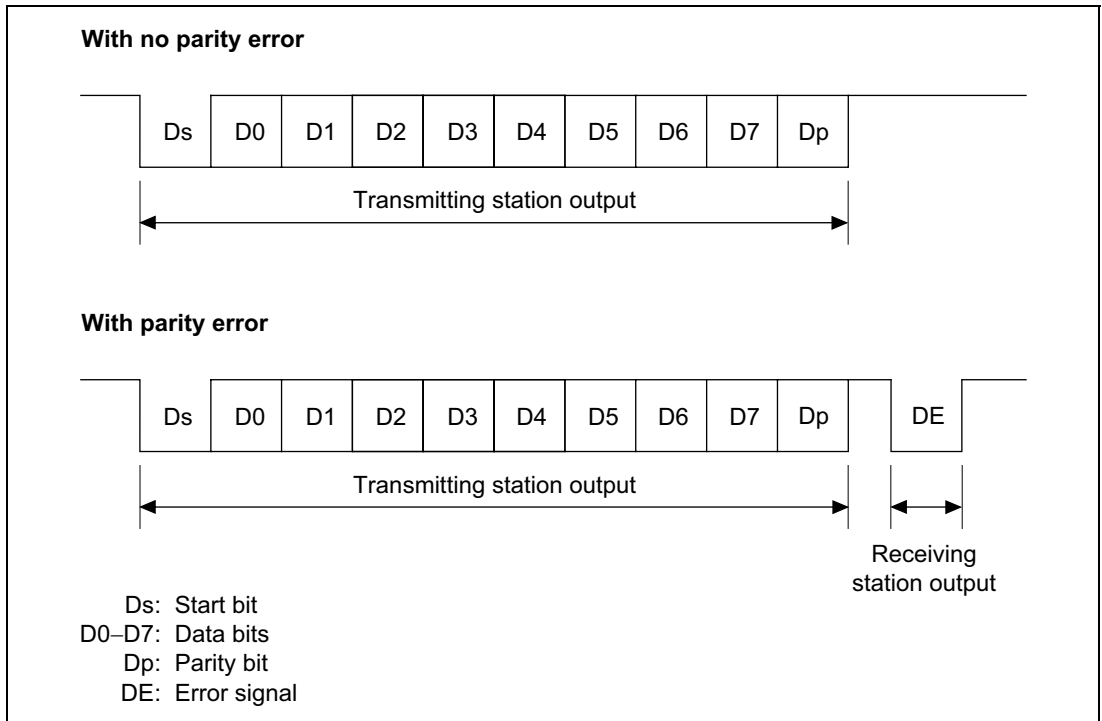 With no parity error
Ds D0 D1 D2 D3 D4 D5 D6 D7 Dp
Transmitting station output
With parity error
Ds D0 D1 D2 D3 D4 D5 D6 D7 Dp DE
Transmitting station output
Receiving
station output
Ds: Start bit
D0–D7: Data bits
Dp: Parity bit
DE: Error signal